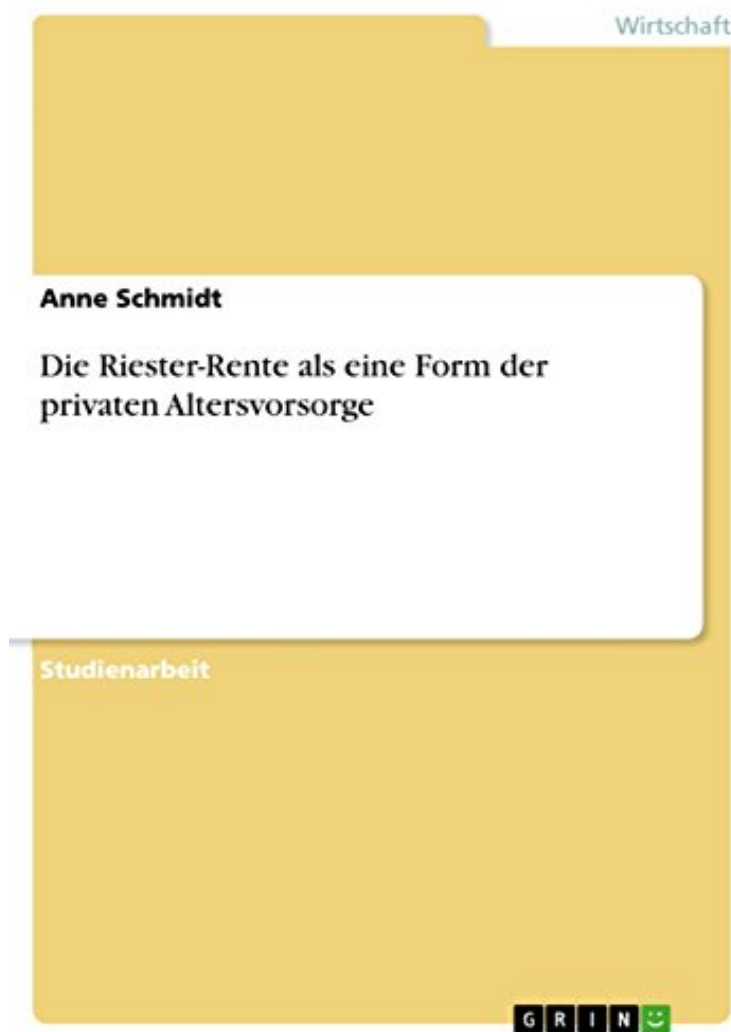 Wirtschaft
Anne Schmidt
Die Riester-Rente als eine Form der
privaten Altersvorsorge
Studienarbeit
GRIN